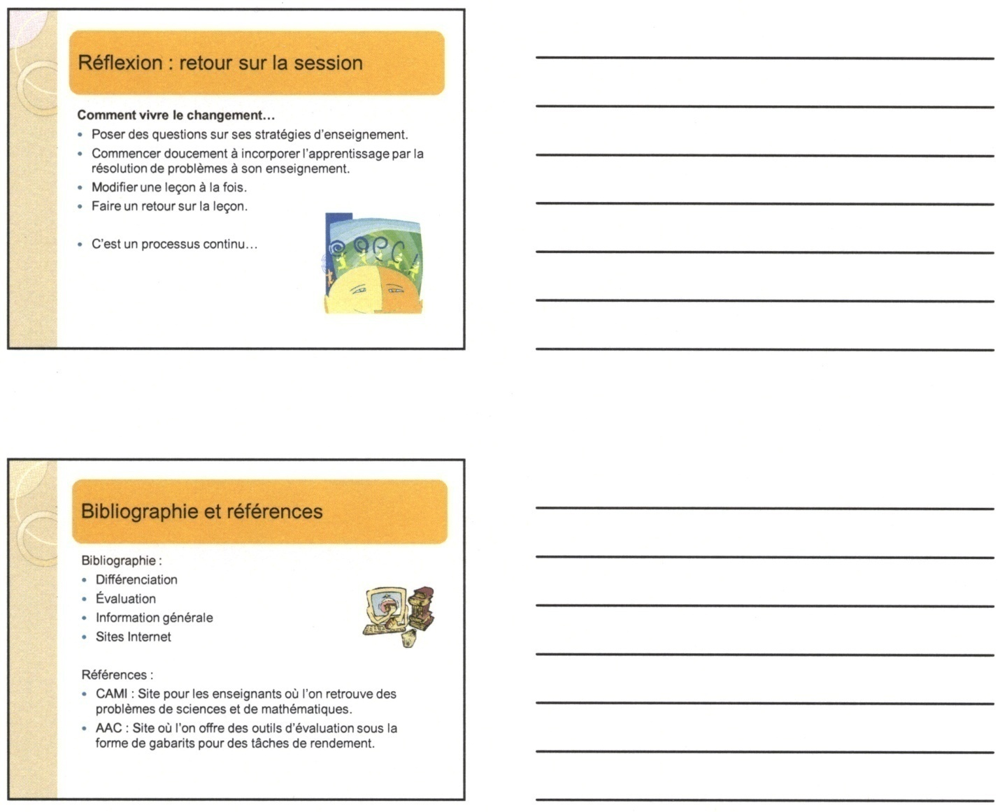 Réflexion : retour sur la session
Comment vivre le changement…
• Poser des questions sur ses stratégies d'enseignement.
• Commencer doucement à incorporer l'apprentissage par la
résolution de problèmes à son enseignement.
• Modifier une leçon à la fois.
• Faire un retour sur la leçon.
• C'est un processus continu…
Bibliographie et références
Bibliographie :
• Différenciation
• Évaluation
• Information générale
• Sites Internet
Références :
• CAMI : Site pour les enseignants où l'on retrouve des
problèmes de sciences et de mathématiques.
• AAC : Site où l'on offre des outils d'évaluation sous la
forme de gabarits pour des tâches de rendement.